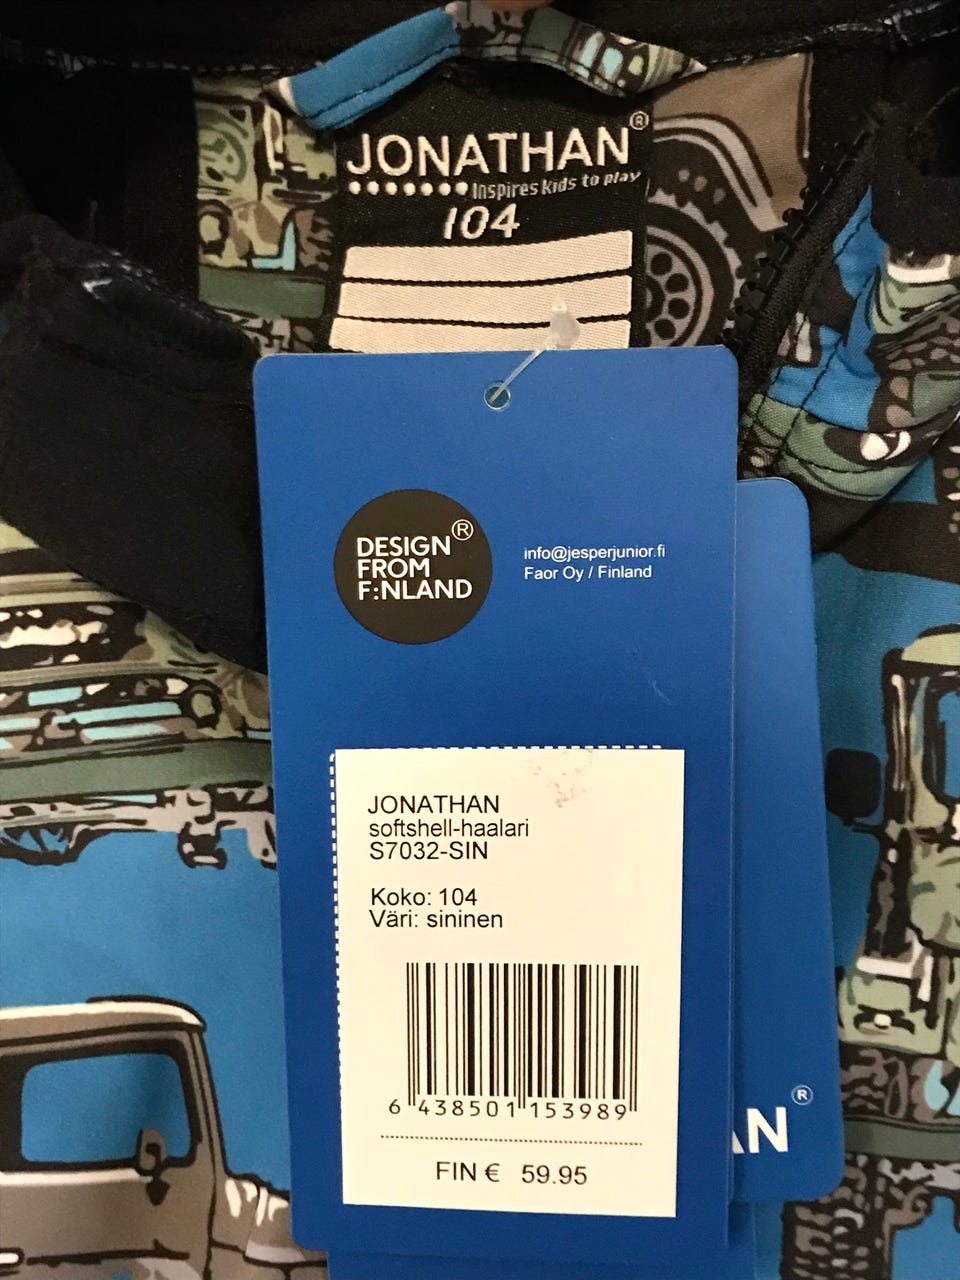 JONATHAN®
Inspires kids to play
104
DESIGN®
FROM
F:NLAND
info@jesperjunior.fi
Faor Oy / Finland
JONATHAN
softshell-haalari
S7032-SIN
Koko: 104
Väri: sininen
6 438501 153989
FIN € 59.95
AN®